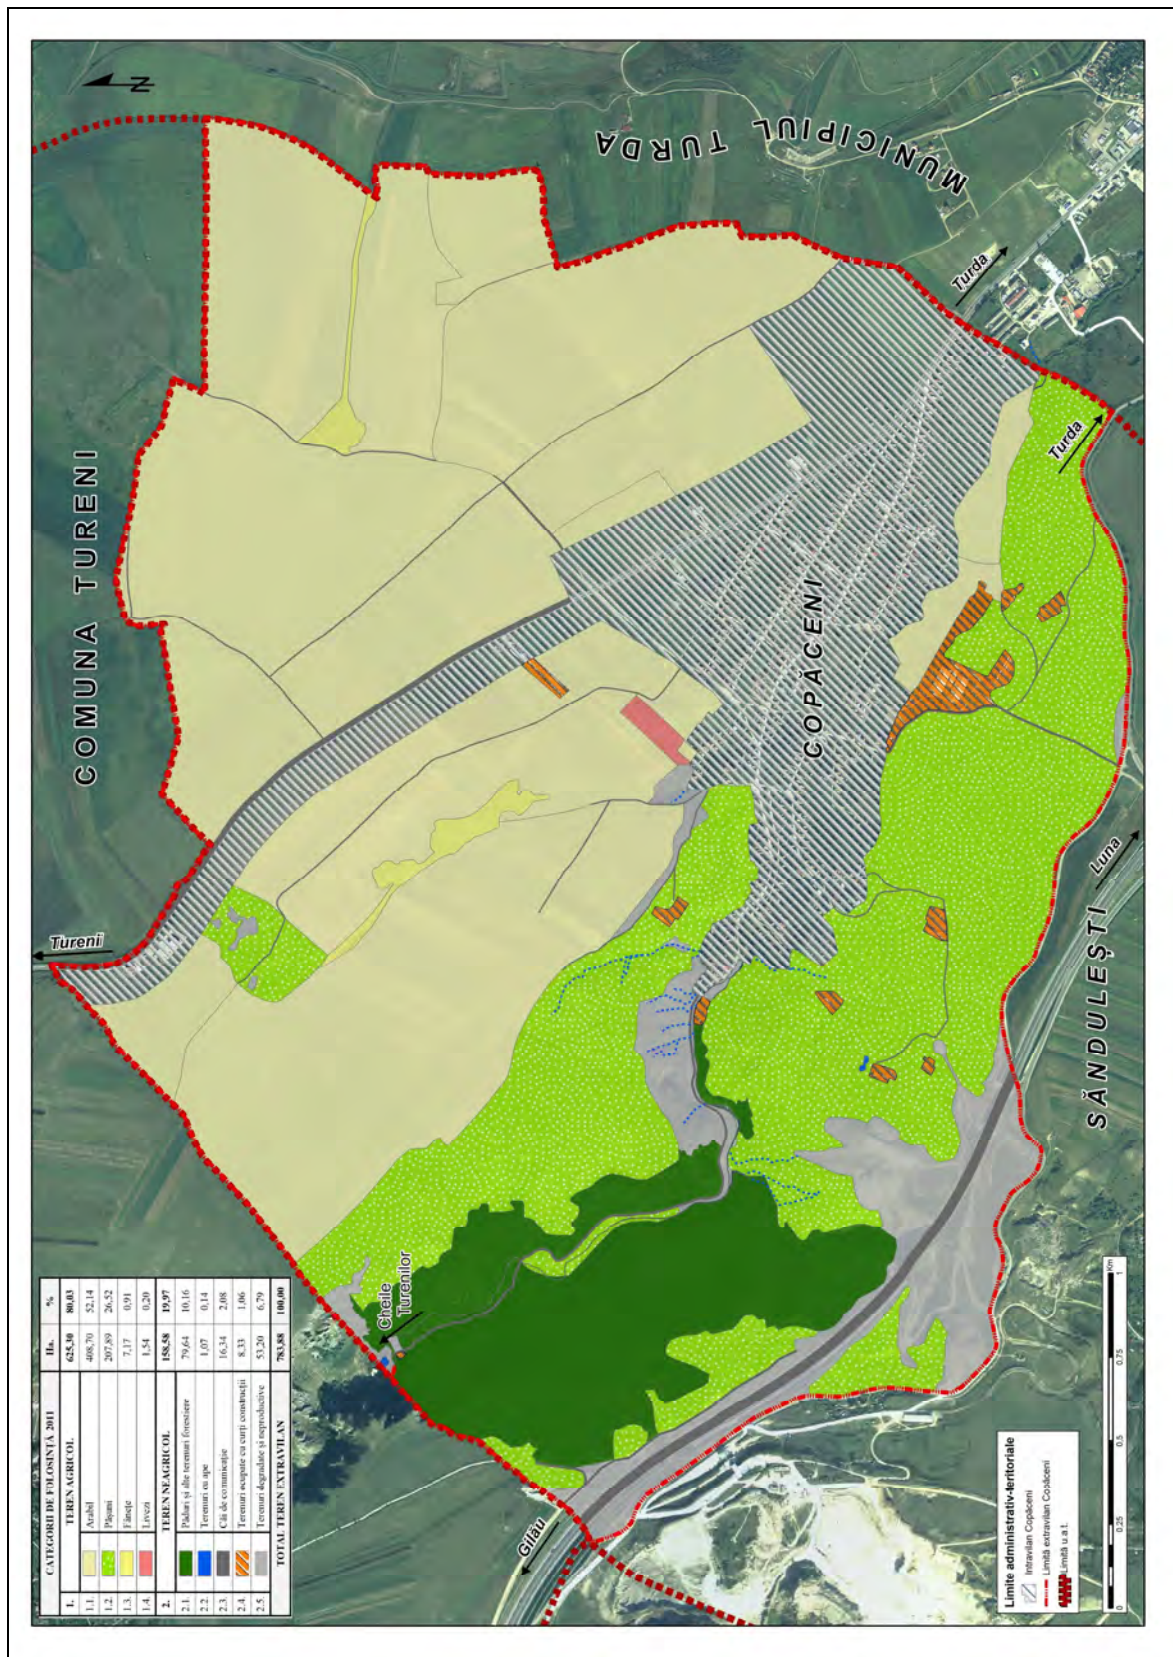 CATEGORII DE FOLOSINȚĂ 2011 Ha. %
1. TEREN AGRICOL 625,30 80,03
1.1. Arabil 408,70 52,14
1.2. Pășuni 207,89 26,52
1.3. Fânețe 7,17 0,91
1.4. Livezi 1,54 0,20
2. TEREN NEAGRICOL 158,58 19,97
2.1. Păduri și alte terenuri forestiere 79,64 10,16
2.2. Terenuri cu ape 1,07 0,14
2.3. Căi de comunicație 16,34 2,08
2.4. Terenuri ocupate cu curți construcții 8,33 1,06
2.5. Terenuri degradate și neproductive 53,20 6,79
TOTAL TEREN EXTRAVILAN 783,88 100,00
COMUNA TURENI
N
MUNICIPIUL TURDA
Tureni
Turda
Turda
COPĂCENI
Cheile
Turenilor
Luna
SĂNDULEȘTI
Gilău
Limite administrativ-teritoriale
Intravilan Copăceni
Limită extravilan Copăceni
Limită u.a.t.
Km
0 0,25 0,5 0,75 1